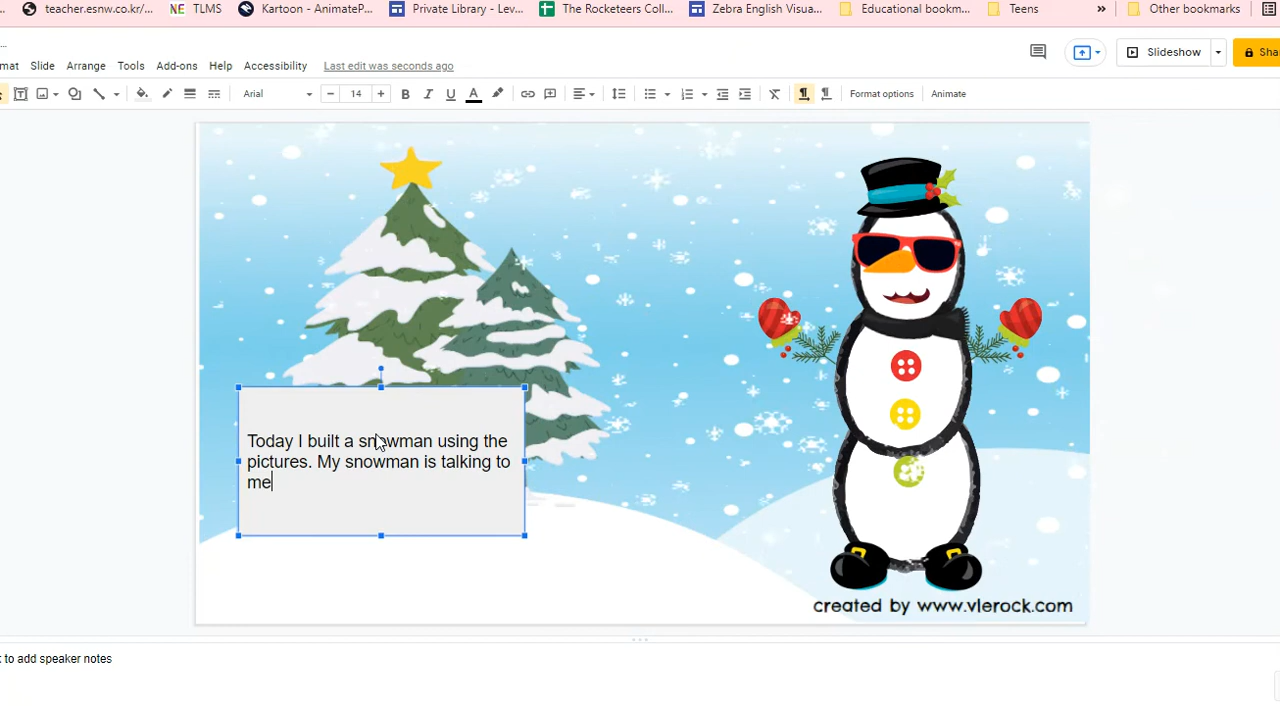 teacher.esnw.co.kr/... TLMS Kartoon - AnimateP... Private Library - Lev... The Rocketeers Coll... Zebra English Visua... Educational bookm... Teens » Other bookmarks
...
mat Slide Arrange Tools Add-ons Help Accessibility Last edit was seconds ago Slideshow Sha
Arial 14 B I U A Format options Animate
Today I built a snowman using the
pictures. My snowman is talking to
me
created by www.vlerock.com
to add speaker notes